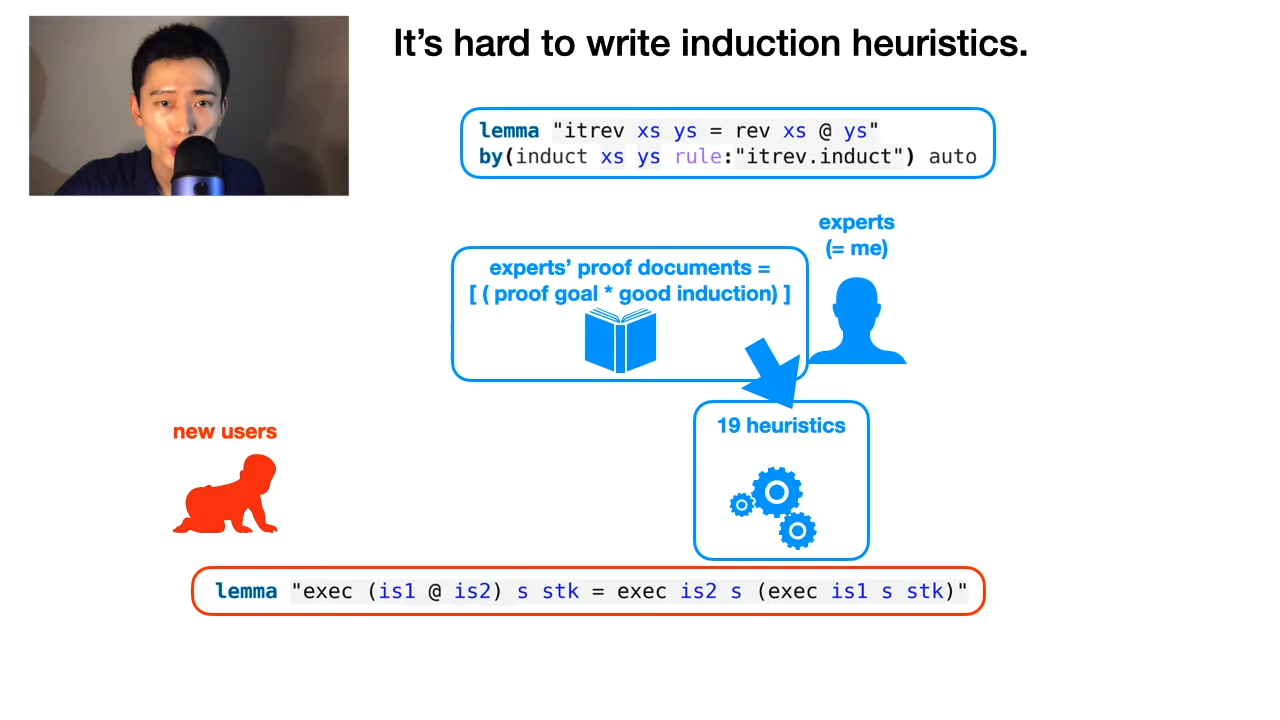 It’s hard to write induction heuristics.
lemma "itrev xs ys = rev xs @ ys"
by(induct xs ys rule:"itrev.induct") auto
experts
(= me)
experts’ proof documents =
[ ( proof goal * good induction) ]
19 heuristics
new users
lemma "exec (is1 @ is2) s stk = exec is2 s (exec is1 s stk)"